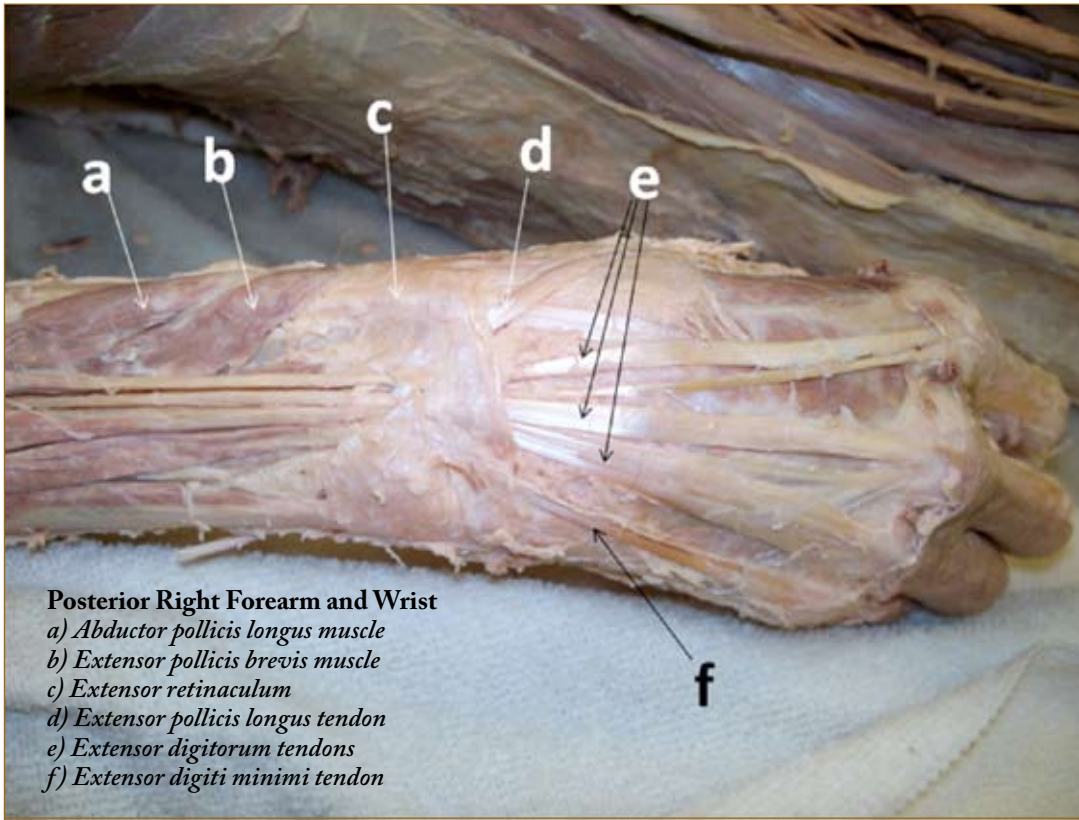 a
b
c
d
e
f
Posterior Right Forearm and Wrist
a) Abductor pollicis longus muscle
b) Extensor pollicis brevis muscle
c) Extensor retinaculum
d) Extensor pollicis longus tendon
e) Extensor digitorum tendons
f) Extensor digiti minimi tendon